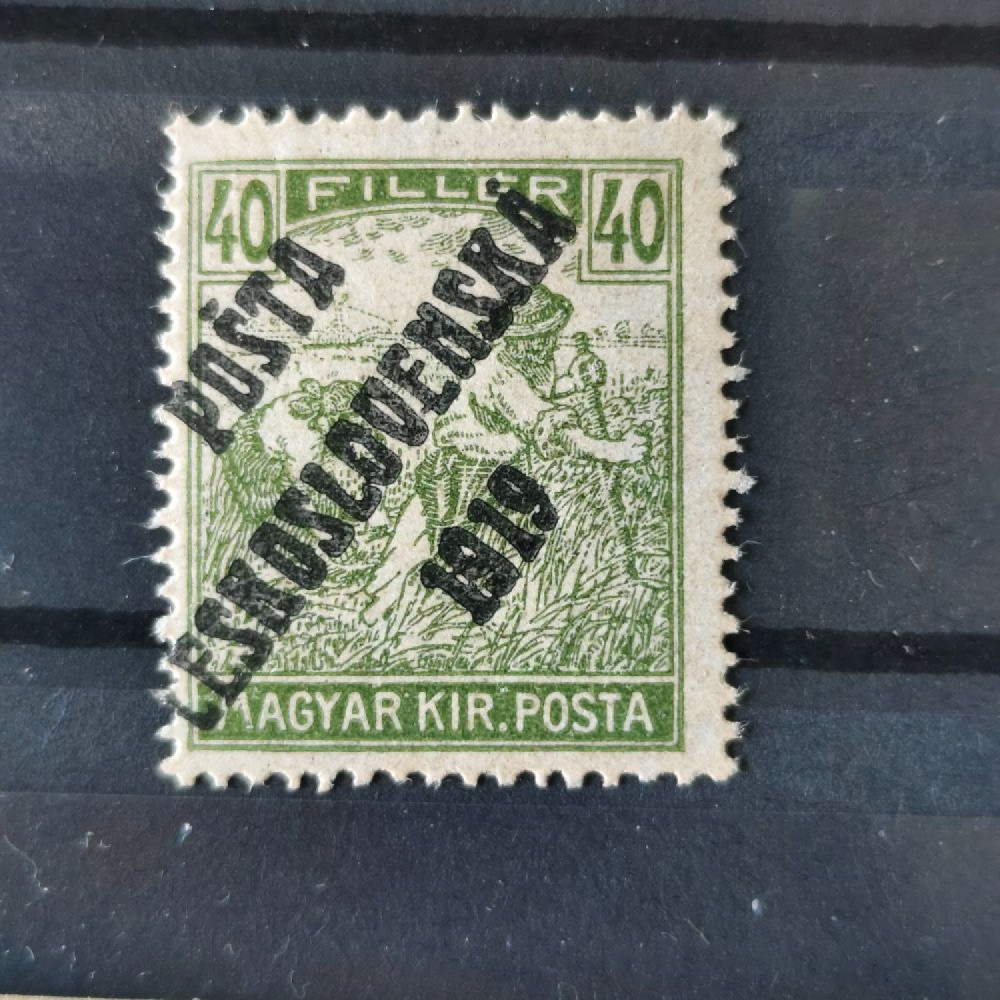 40 FILLÉR 40
POŠTA
ČESKOSLOVENSKÁ
1919
MAGYAR KIR. POSTA